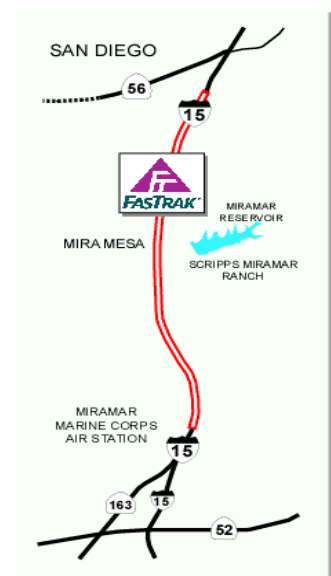 SAN DIEGO
56
15
FASTRAK
MIRAMAR
RESERVOIR
MIRA MESA
SCRIPPS MIRAMAR
RANCH
MIRAMAR
MARINE CORPS
AIR STATION
15
163
15
52